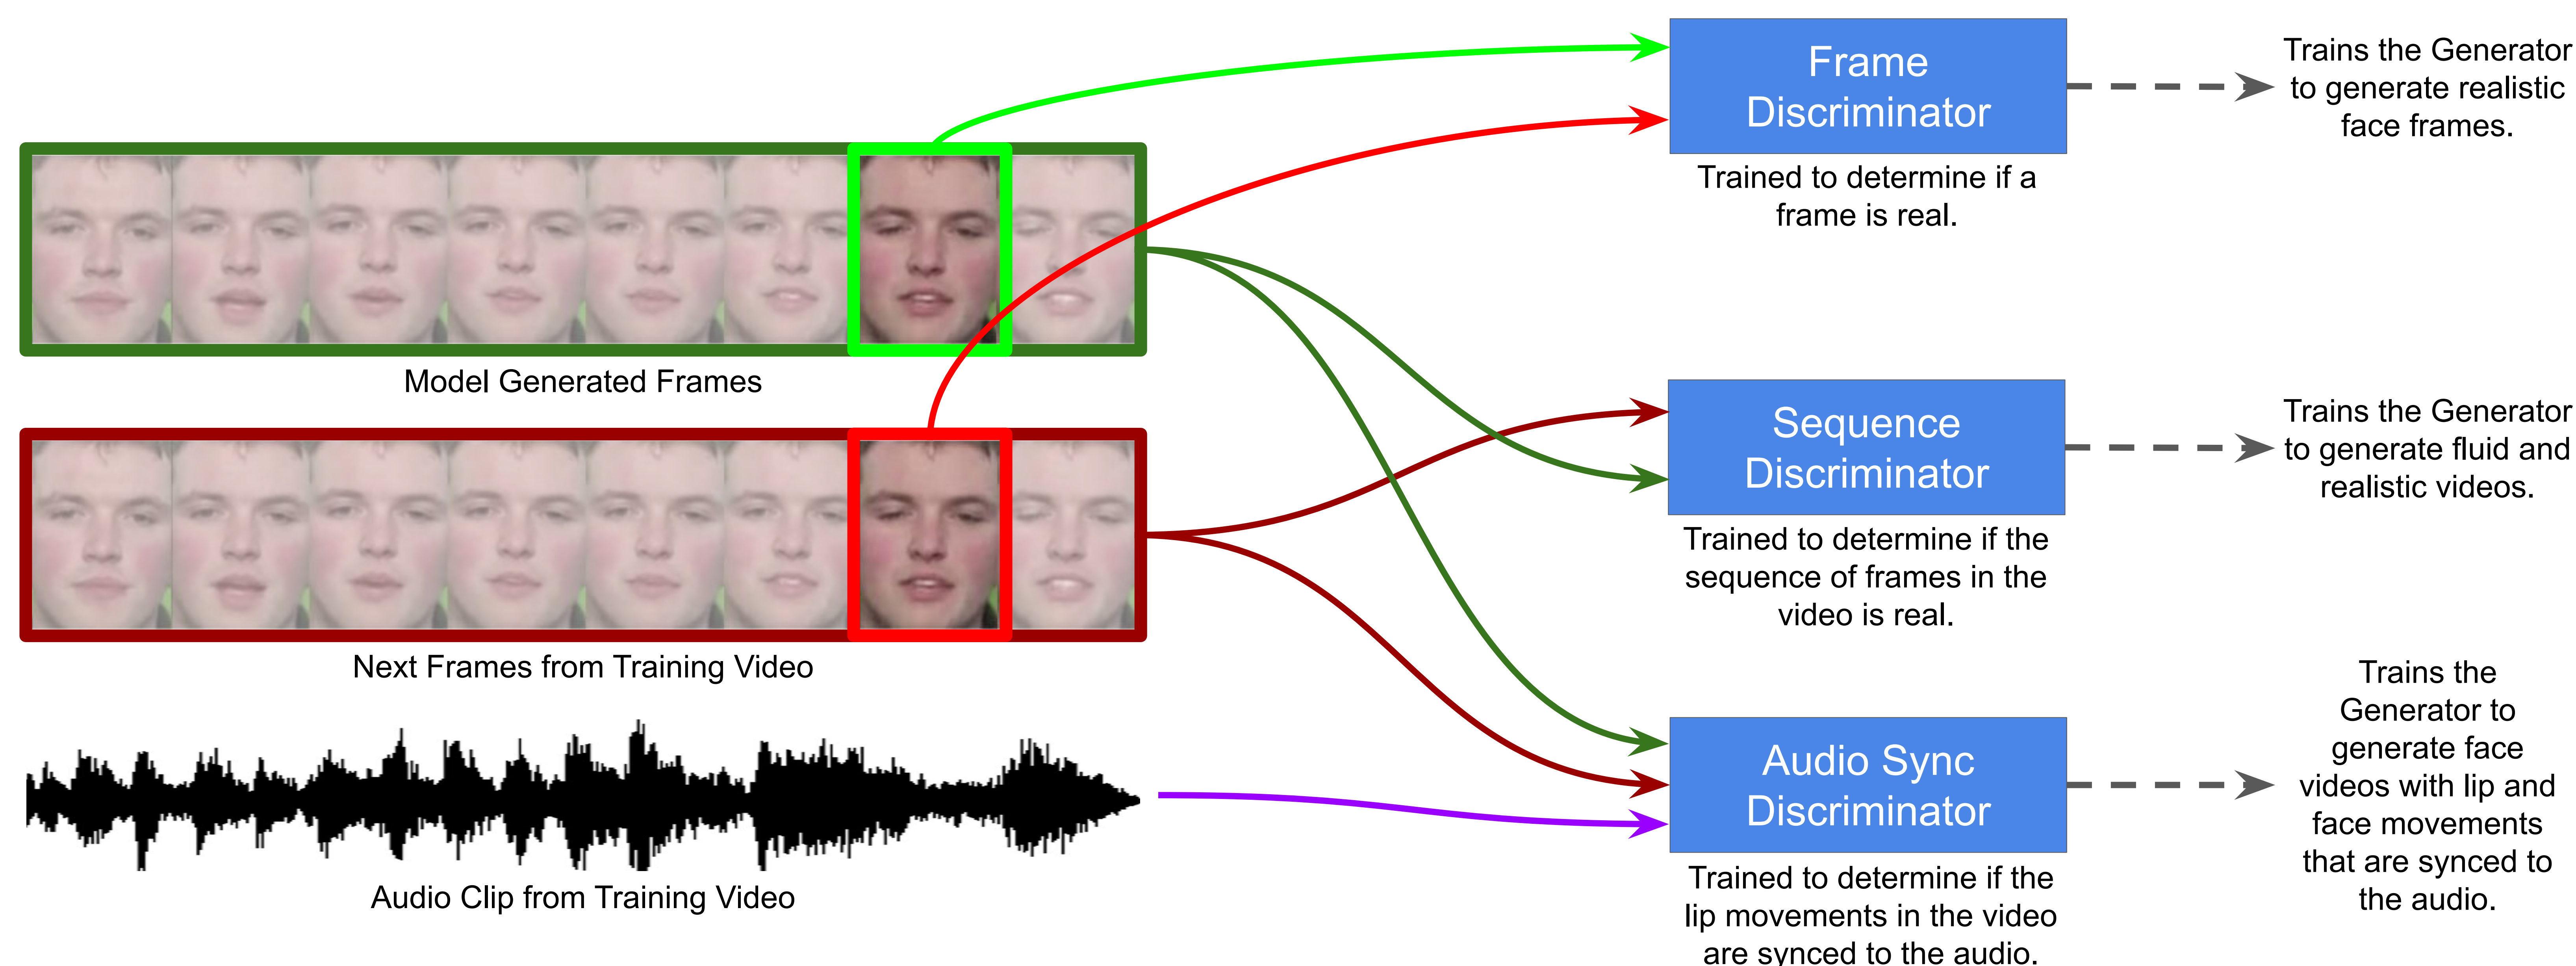 Frame
Discriminator
Trained to determine if a
frame is real.
Trains the Generator
to generate realistic
face frames.
Model Generated Frames
Sequence
Discriminator
Trained to determine if the
sequence of frames in the
video is real.
Trains the Generator
to generate fluid and
realistic videos.
Next Frames from Training Video
Audio Sync
Discriminator
Trained to determine if the
lip movements in the video
are synced to the audio.
Trains the
Generator to
generate face
videos with lip and
face movements
that are synced to
the audio.
Audio Clip from Training Video